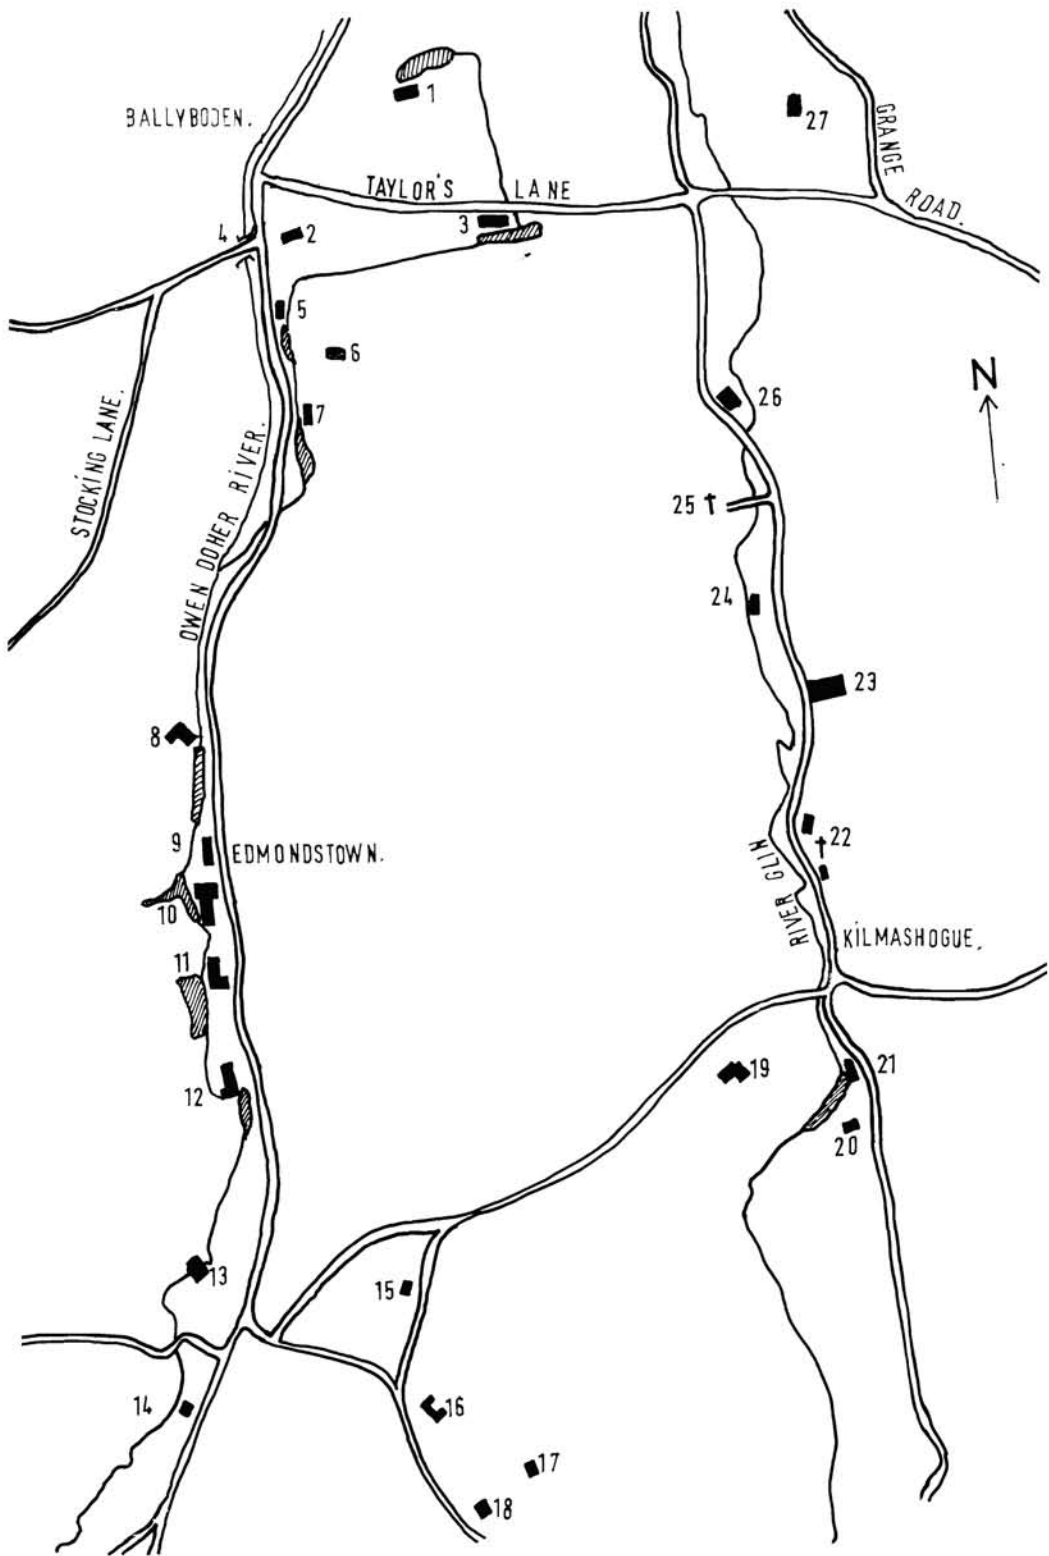 1
27
BALLYBODEN.
GRANGE
ROAD.
TAYLOR'S LANE
4
2
3
5
6
7
N
26
STOCKING LANE.
OWEN DOHER RIVER.
25
24
23
8
9
EDMONDSTOWN.
22
10
RIVER GLIN
KILMASHOGUE,
11
19
21
12
20
13
15
14
16
17
18